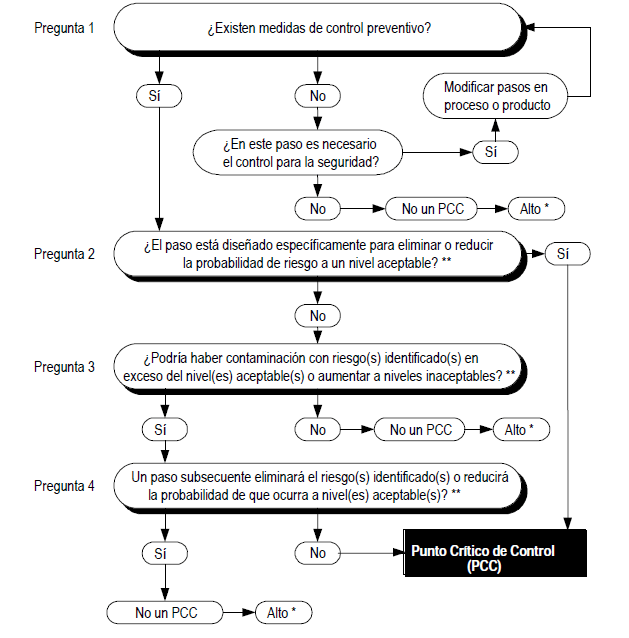 Pregunta 1
¿Existen medidas de control preventivo?
Sí
No
Modificar pasos en
proceso o producto
¿En este paso es necesario
el control para la seguridad?
Sí
No
No un PCC
Alto *
Pregunta 2
¿El paso está diseñado específicamente para eliminar o reducir
la probabilidad de riesgo a un nivel aceptable? **
Sí
No
Pregunta 3
¿Podría haber contaminación con riesgo(s) identificado(s) en
exceso del nivel(es) aceptable(s) o aumentar a niveles inaceptables? **
Sí
No
No un PCC
Alto *
Pregunta 4
Un paso subsecuente eliminará el riesgo(s) identificado(s) o reducirá
la probabilidad de que ocurra a nivel(es) aceptable(s)? **
Sí
No
Punto Crítico de Control
(PCC)
No un PCC
Alto *